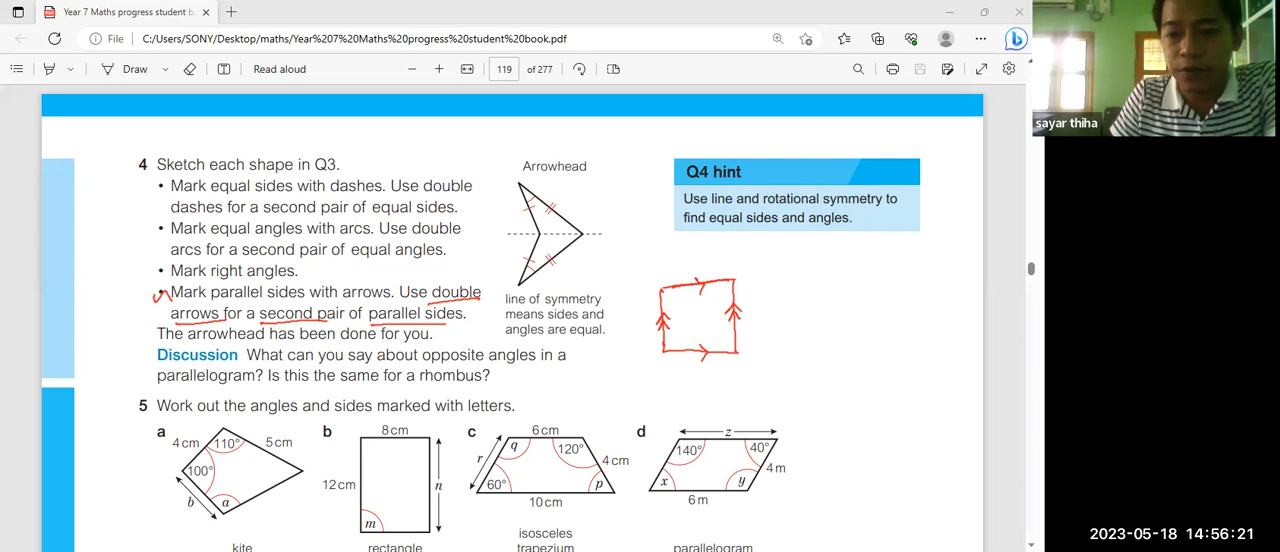 Year 7 Maths progress student b
File
C:/Users/SONY/Desktop/maths/Year%207%20Maths%20progress%20student%20book.pdf
Draw
Read aloud
119 of 277
sayar thiha
4 Sketch each shape in Q3.
• Mark equal sides with dashes. Use double
dashes for a second pair of equal sides.
• Mark equal angles with arcs. Use double
arcs for a second pair of equal angles.
• Mark right angles.
• Mark parallel sides with arrows. Use double
arrows for a second pair of parallel sides.
The arrowhead has been done for you.
Discussion What can you say about opposite angles in a
parallelogram? Is this the same for a rhombus?
Arrowhead
line of symmetry
means sides and
angles are equal.
Q4 hint
Use line and rotational symmetry to
find equal sides and angles.
5 Work out the angles and sides marked with letters.
a
4 cm
110°
5 cm
100°
b
a
kite
b
8 cm
12 cm
n
m
rectangle
c
6 cm
q
120°
r
4 cm
60°
p
10 cm
isosceles
trapezium
d
z
140°
40°
4 m
x
y
6 m
parallelogram
2023-05-18 14:56:21